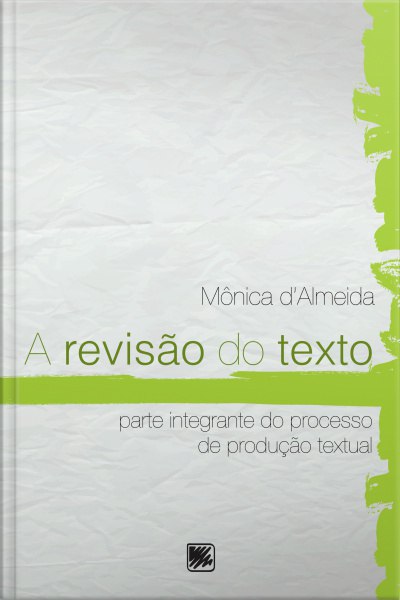 Mônica d'Almeida
A revisão do texto
parte integrante do processo
de produção textual